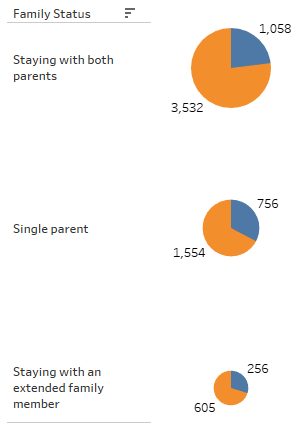 Family Status
1,058
Staying with both
parents
3,532
756
Single parent
1,554
256
Staying with an
extended family
member
605